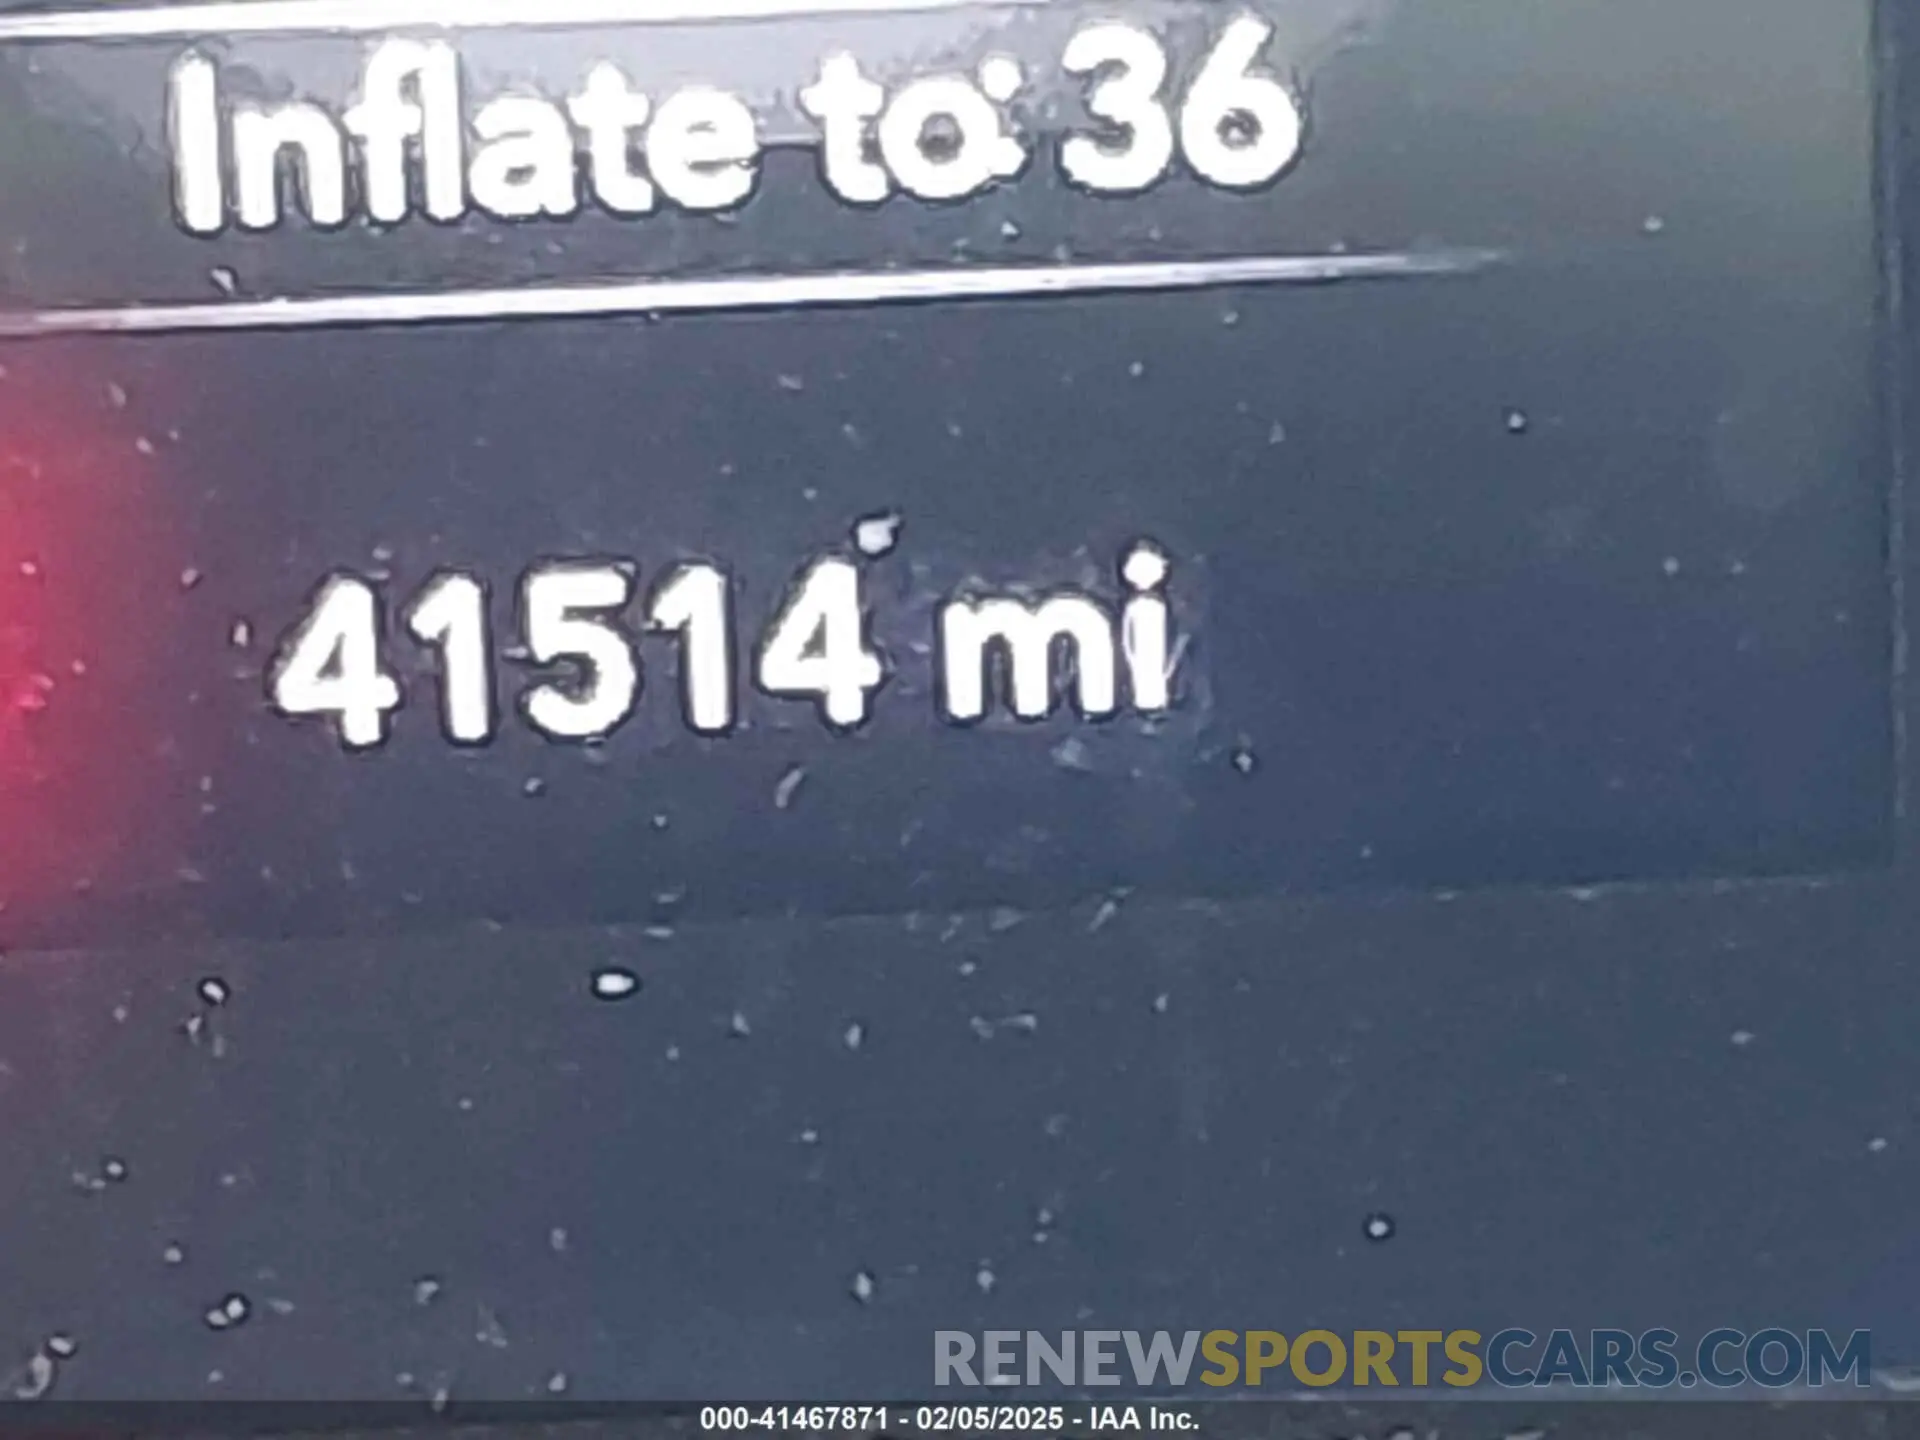 Inflate to: 36
41514 mi
RENEWSPORTSCARS.COM
000-41467871 - 02/05/2025 - IAA Inc.